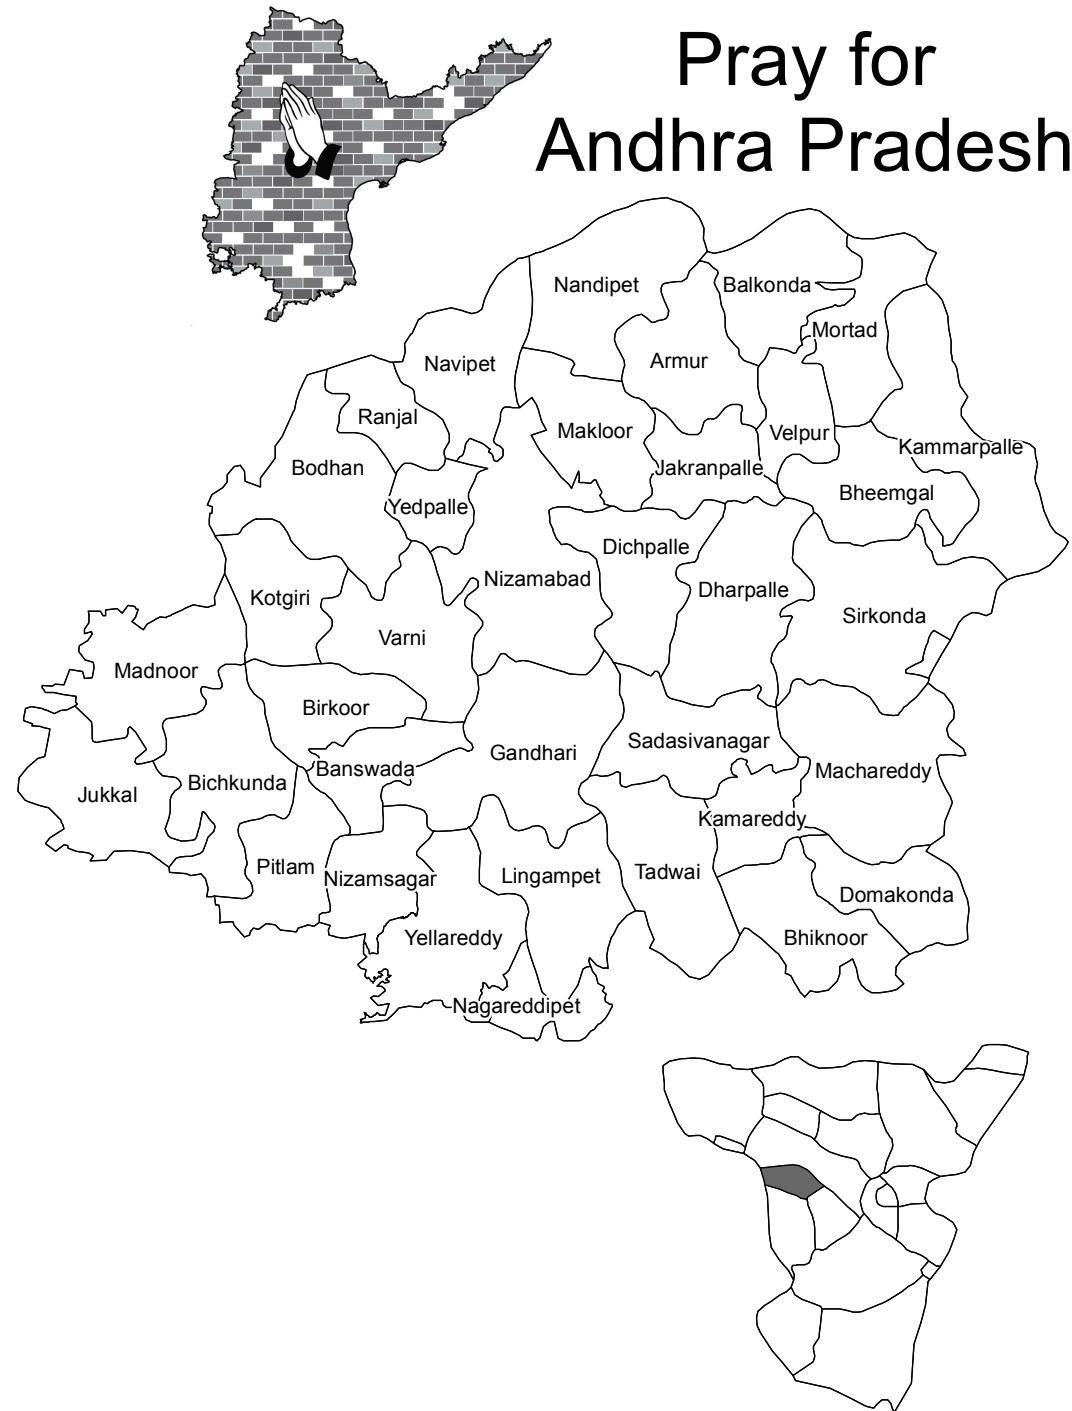 Pray for
Andhra Pradesh
Nandipet
Balkonda
Mortad
Navipet
Armur
Ranjal
Makloor
Velpur
Kammarpalle
Bodhan
Jakranpalle
Bheemgal
Yedpalle
Dichpalle
Nizamabad
Dharpalle
Kotgiri
Sirkonda
Varni
Madnoor
Birkoor
Sadasivanagar
Gandhari
Banswada
Machareddy
Bichkunda
Jukkal
Kamareddy
Pitlam
Nizamsagar
Lingampet
Tadwai
Domakonda
Yellareddy
Bhiknoor
Nagareddipet